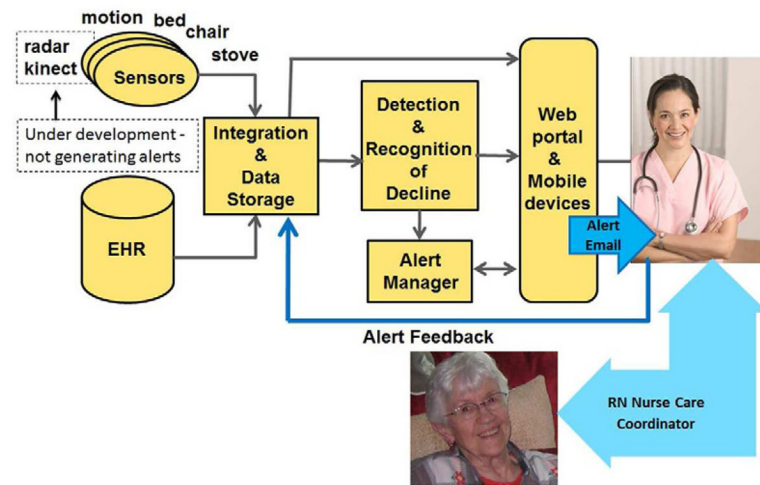 motion
bed
chair
stove
radar
kinect
Sensors
Under development -
not generating alerts
EHR
Integration
&
Data
Storage
Detection
&
Recognition
of
Decline
Alert
Manager
Web
portal
&
Mobile
devices
Alert
Email
Alert Feedback
RN Nurse Care
Coordinator